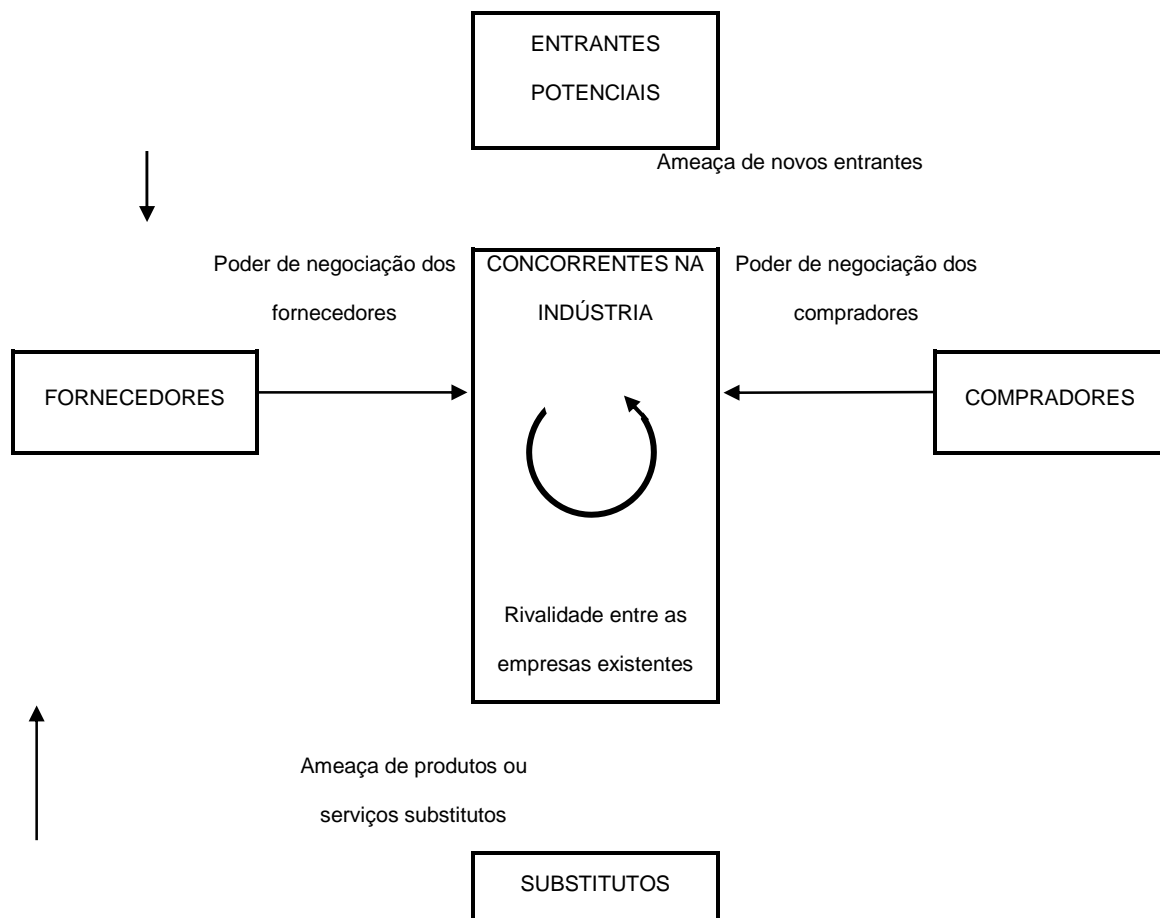 ENTRANTES
POTENCIAIS
Ameaça de novos entrantes
Poder de negociação dos
fornecedores
CONCORRENTES NA
INDÚSTRIA
Poder de negociação dos
compradores
FORNECEDORES
COMPRADORES
Rivalidade entre as
empresas existentes
Ameaça de produtos ou
serviços substitutos
SUBSTITUTOS